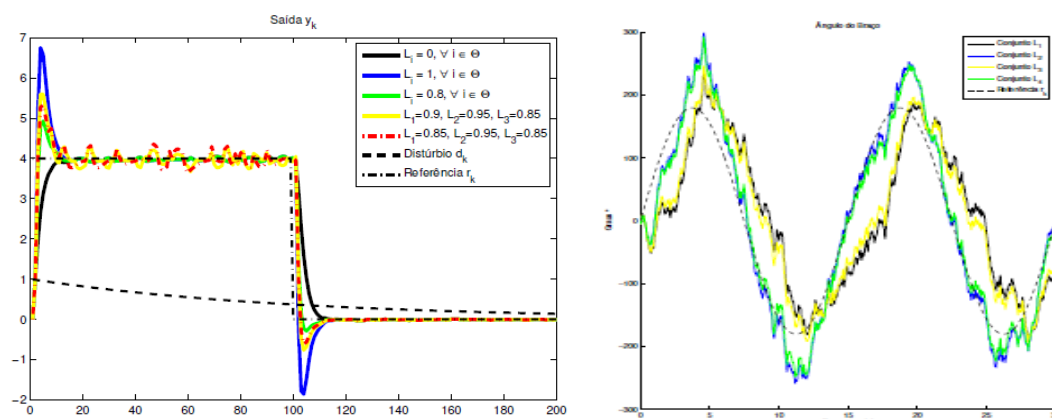 Saída y_k
7
6
5
4
3
2
1
0
−1
−2
0 20 40 60 80 100 120 140 160 180 200
L_i = 0, ∀ i ∈ Θ
L_i = 1, ∀ i ∈ Θ
L_i = 0.8, ∀ i ∈ Θ
L_1=0.9, L_2=0.95, L_3=0.85
L_1=0.85, L_2=0.95, L_3=0.85
Distúrbio d_k
Referência r_k
Ângulo do Braço
300
200
100
0
-100
-200
-300
0 5 10 15 20 25
Conjunto L_1
Conjunto L_2
Conjunto L_3
Conjunto L_4
Referência r_k